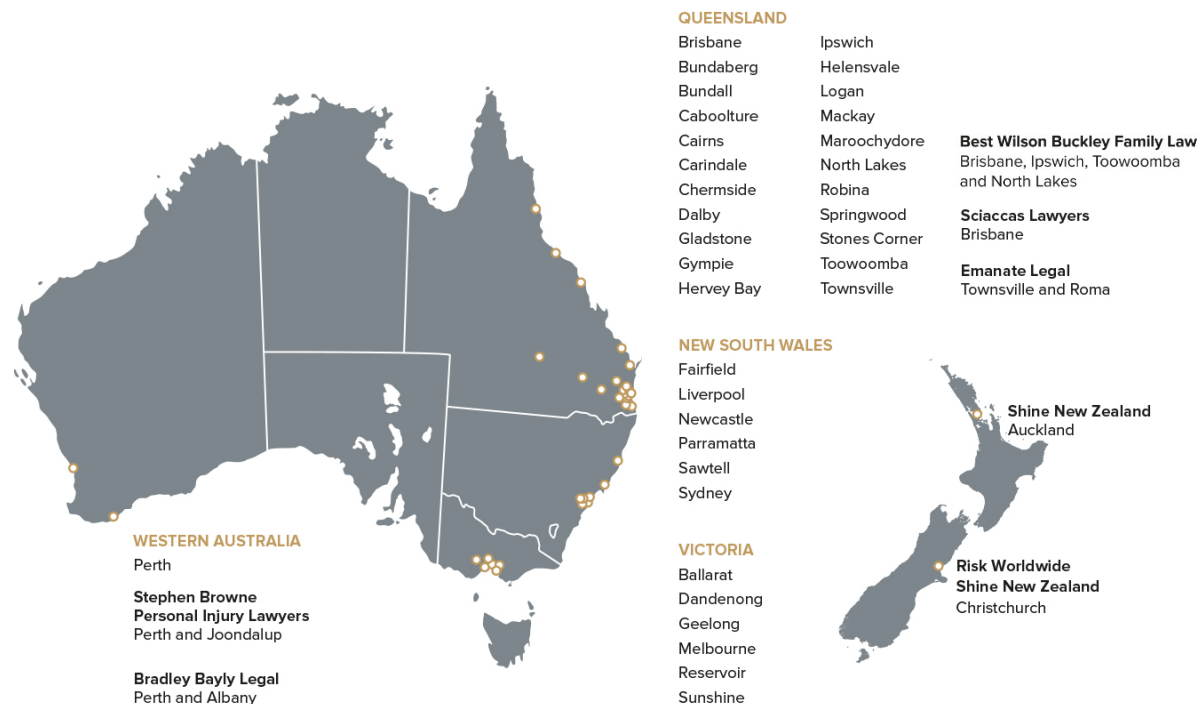 QUEENSLAND
Brisbane
Bundaberg
Bundall
Caboolture
Cairns
Carindale
Chermside
Dalby
Gladstone
Gympie
Hervey Bay
Ipswich
Helensvale
Logan
Mackay
Maroochydore
North Lakes
Robina
Springwood
Stones Corner
Toowoomba
Townsville
Best Wilson Buckley Family Law
Brisbane, Ipswich, Toowoomba
and North Lakes
Sciaccas Lawyers
Brisbane
Emanate Legal
Townsville and Roma
NEW SOUTH WALES
Fairfield
Liverpool
Newcastle
Parramatta
Sawtell
Sydney
VICTORIA
Ballarat
Dandenong
Geelong
Melbourne
Reservoir
Sunshine
WESTERN AUSTRALIA
Perth
Stephen Browne
Personal Injury Lawyers
Perth and Joondalup
Bradley Bayly Legal
Perth and Albany
Shine New Zealand
Auckland
Risk Worldwide
Shine New Zealand
Christchurch